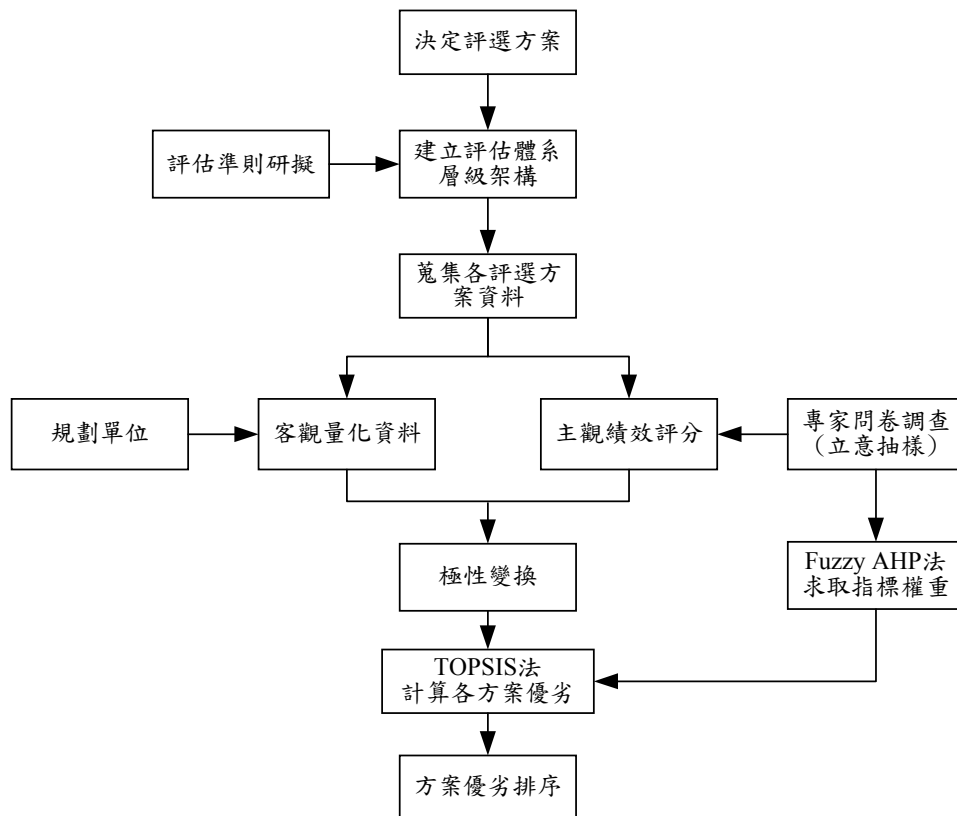 決定評選方案
評估準則研擬
建立評估體系
層級架構
蒐集各評選方
案資料
規劃單位
客觀量化資料
主觀績效評分
專家問卷調查
（立意抽樣）
極性變換
Fuzzy AHP法
求取指標權重
TOPSIS法
計算各方案優劣
方案優劣排序